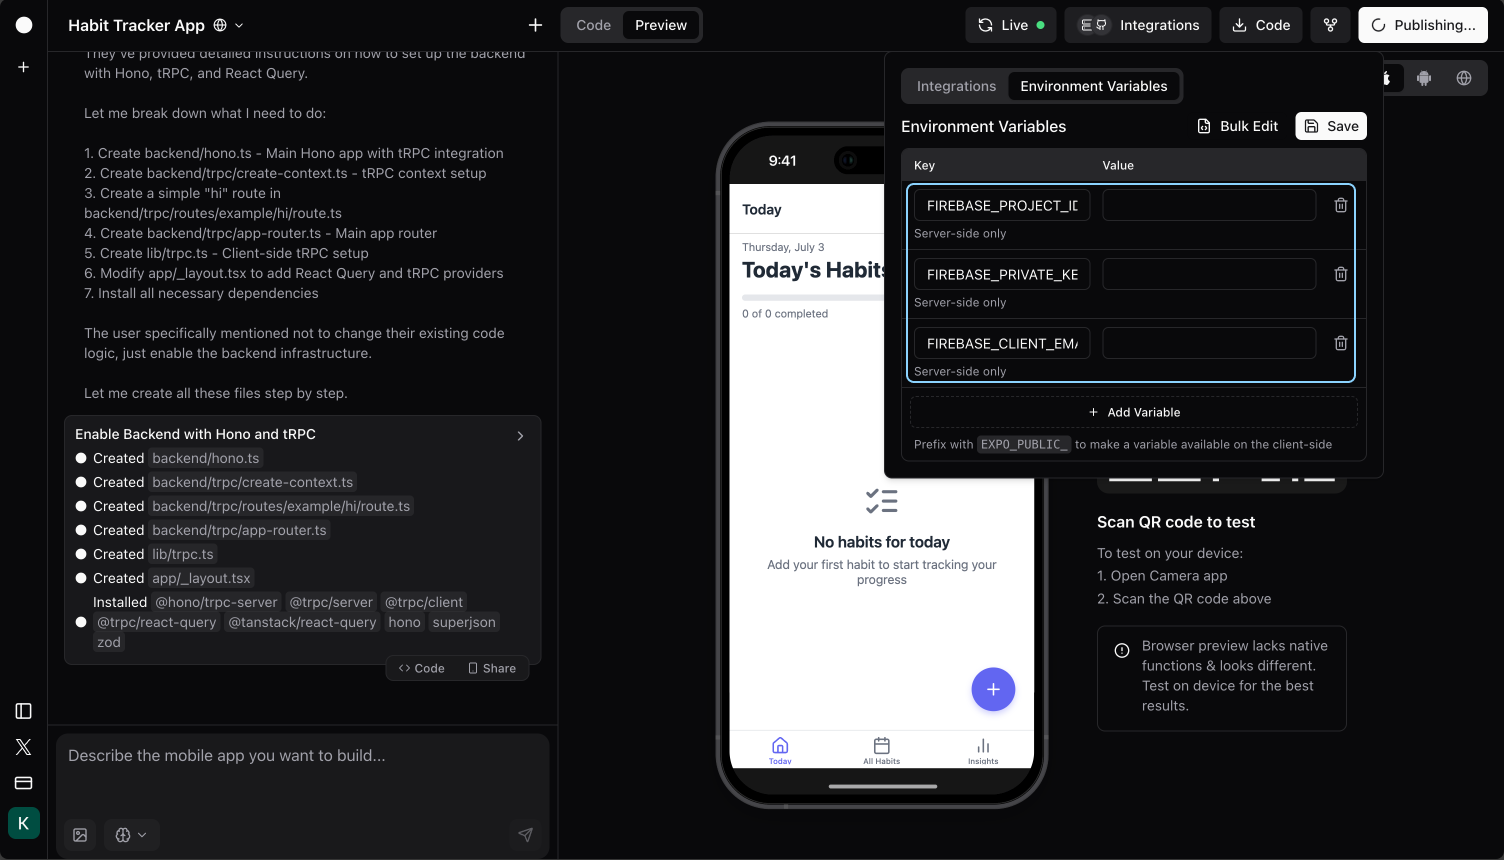 Habit Tracker App
Code
Preview
Live
Integrations
Code
Publishing...
They've provided detailed instructions on how to set up the backend
with Hono, tRPC, and React Query.
Let me break down what I need to do:
1. Create backend/hono.ts - Main Hono app with tRPC integration
2. Create backend/trpc/create-context.ts - tRPC context setup
3. Create a simple "hi" route in
backend/trpc/routes/example/hi/route.ts
4. Create backend/trpc/app-router.ts - Main app router
5. Create lib/trpc.ts - Client-side tRPC setup
6. Modify app/_layout.tsx to add React Query and tRPC providers
7. Install all necessary dependencies
The user specifically mentioned not to change their existing code
logic, just enable the backend infrastructure.
Let me create all these files step by step.
Enable Backend with Hono and tRPC
Created backend/hono.ts
Created backend/trpc/create-context.ts
Created backend/trpc/routes/example/hi/route.ts
Created backend/trpc/app-router.ts
Created lib/trpc.ts
Created app/_layout.tsx
Installed @hono/trpc-server @trpc/server @trpc/client
@trpc/react-query @tanstack/react-query hono superjson
zod
Code
Share
Describe the mobile app you want to build...
K
9:41
Today
Thursday, July 3
Today's Habits
0 of 0 completed
No habits for today
Add your first habit to start tracking your
progress
Today
All Habits
Insights
Integrations
Environment Variables
Environment Variables
Bulk Edit
Save
Key
Value
FIREBASE_PROJECT_ID
Server-side only
FIREBASE_PRIVATE_KE
Server-side only
FIREBASE_CLIENT_EMA
Server-side only
+ Add Variable
Prefix with EXPO_PUBLIC_ to make a variable available on the client-side
Scan QR code to test
To test on your device:
1. Open Camera app
2. Scan the QR code above
Browser preview lacks native
functions & looks different.
Test on device for the best
results.